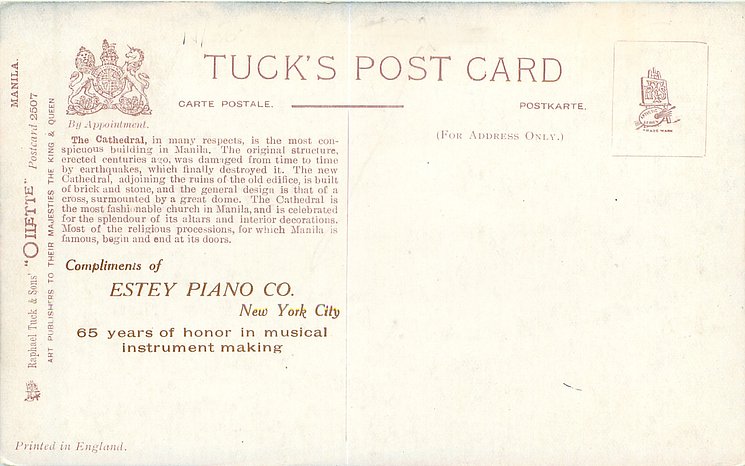 MANILA.
Raphael Tuck & Sons' "OILETTE" Postcard 2507
ART PUBLISHERS TO THEIR MAJESTIES THE KING & QUEEN
By Appointment.
TUCK'S POST CARD
CARTE POSTALE.
POSTKARTE.
(FOR ADDRESS ONLY.)
TRADE MARK
The Cathedral, in many respects, is the most con-
spicuous building in Manila. The original structure,
erected centuries ago, was damaged from time to time
by earthquakes, which finally destroyed it. The new
Cathedral, adjoining the ruins of the old edifice, is built
of brick and stone, and the general design is that of a
cross, surmounted by a great dome. The Cathedral is
the most fashionable church in Manila, and is celebrated
for the splendour of its altars and interior decorations.
Most of the religious processions, for which Manila is
famous, begin and end at its doors.
Compliments of
ESTEY PIANO CO.
New York City
65 years of honor in musical
instrument making
Printed in England.